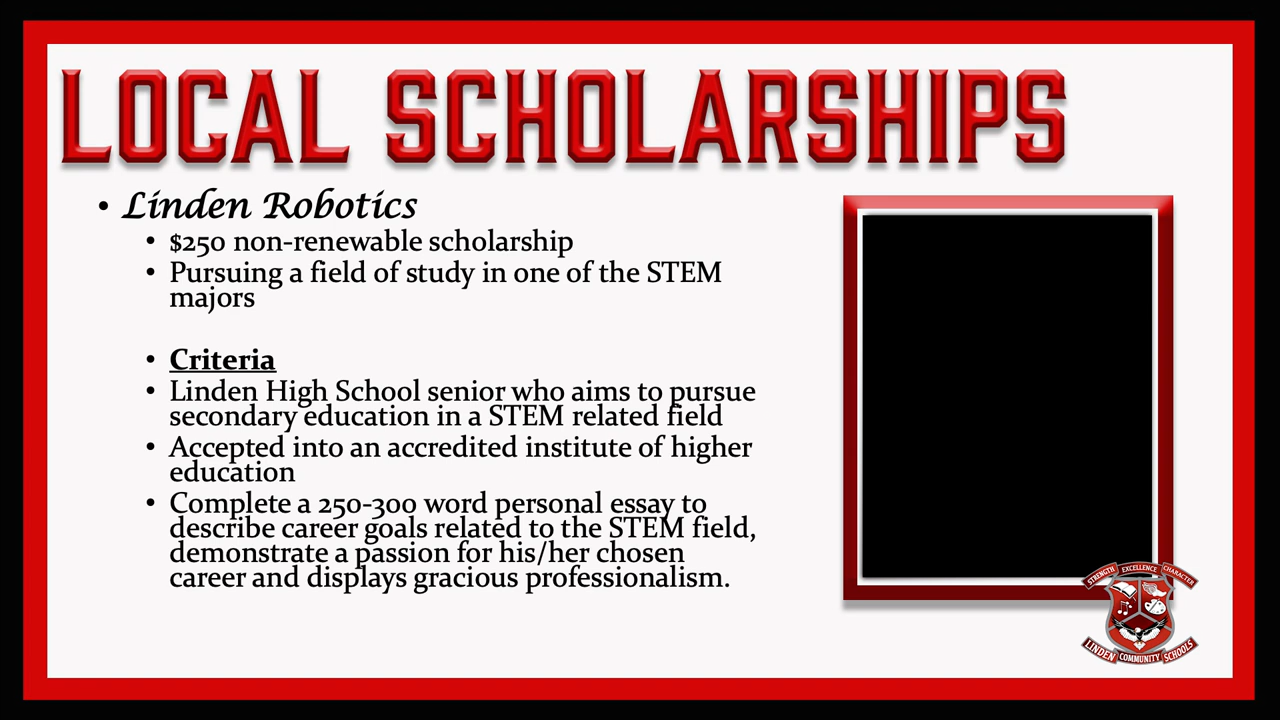 LOCAL SCHOLARSHIPS
• Linden Robotics
• $250 non-renewable scholarship
• Pursuing a field of study in one of the STEM
majors
• Criteria
• Linden High School senior who aims to pursue
secondary education in a STEM related field
• Accepted into an accredited institute of higher
education
• Complete a 250-300 word personal essay to
describe career goals related to the STEM field,
demonstrate a passion for his/her chosen
career and displays gracious professionalism.
STRENGTH EXCELLENCE CHARACTER
LINDEN COMMUNITY SCHOOLS